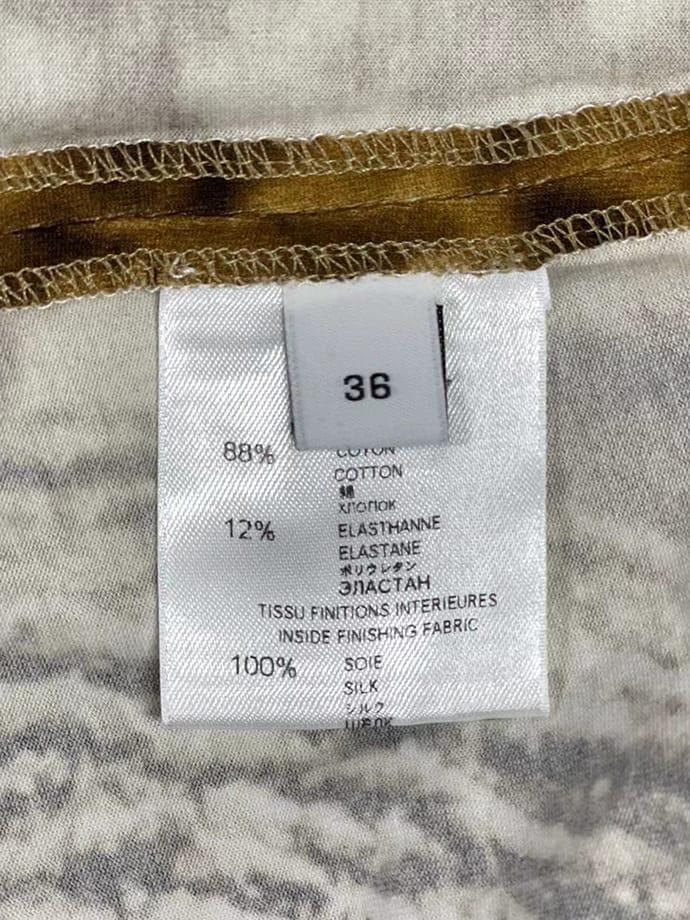 36
88% COTON
COTTON
綿
ХЛОПОК
12% ELASTHANNE
ELASTANE
ポリウレタン
ЭЛАСТАН
TISSU FINITIONS INTERIEURES
INSIDE FINISHING FABRIC
100% SOIE
SILK
シルク
ШЕЛК